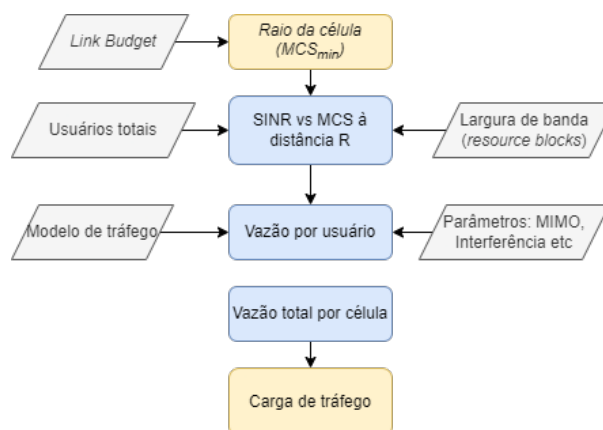 Link Budget
Raio da célula
(MCSmin)
Usuários totais
SINR vs MCS à
distância R
Largura de banda
(resource blocks)
Modelo de tráfego
Vazão por usuário
Parâmetros: MIMO,
Interferência etc
Vazão total por célula
Carga de tráfego